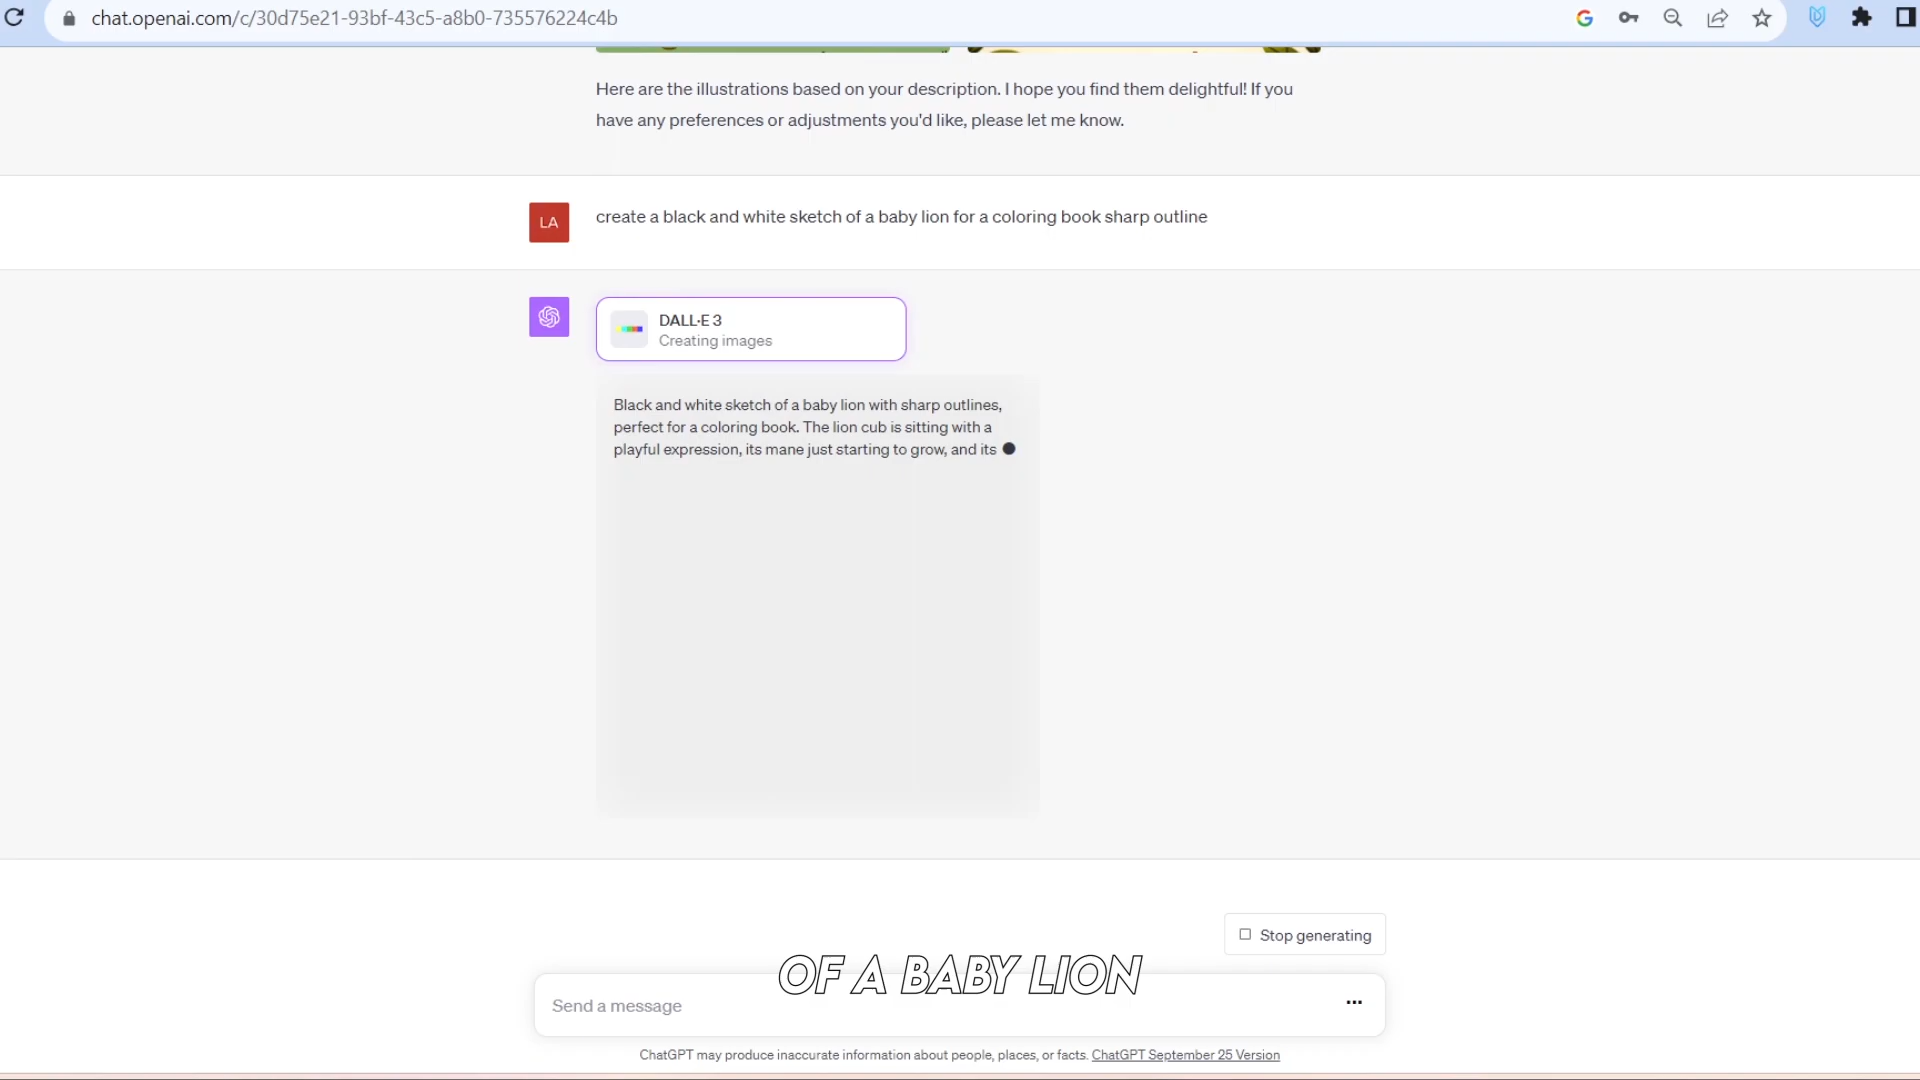 chat.openai.com/c/30d75e21-93bf-43c5-a8b0-735576224c4b
Here are the illustrations based on your description. I hope you find them delightful! If you
have any preferences or adjustments you'd like, please let me know.
LA
create a black and white sketch of a baby lion for a coloring book sharp outline
DALL·E 3
Creating images
Black and white sketch of a baby lion with sharp outlines,
perfect for a coloring book. The lion cub is sitting with a
playful expression, its mane just starting to grow, and its
Stop generating
OF A BABY LION
Send a message
ChatGPT may produce inaccurate information about people, places, or facts. ChatGPT September 25 Version